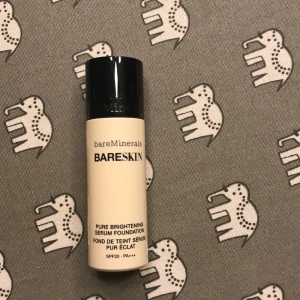 bareMinerals
BARESKIN
PURE BRIGHTENING
SERUM FOUNDATION
FOND DE TEINT SÉRUM
PUR ÉCLAT
SPF20 · PA+++